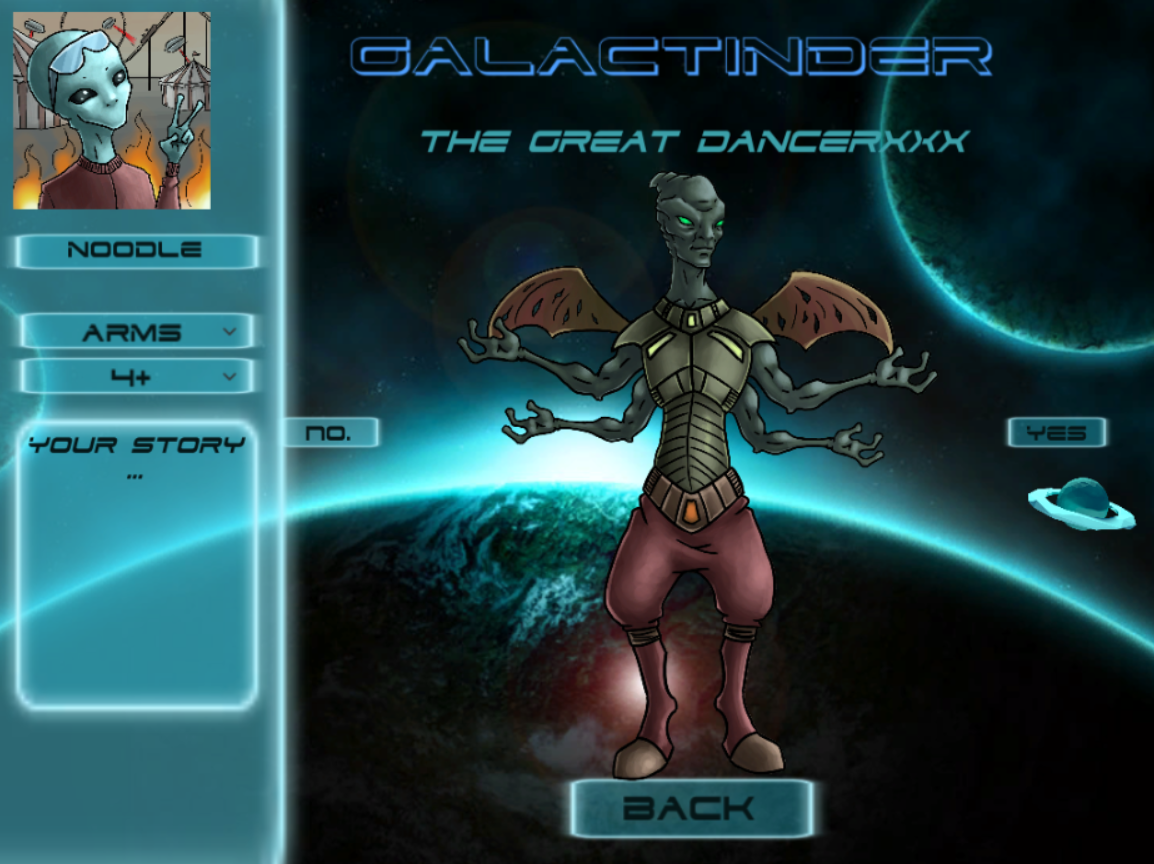 GALACTINDER
THE GREAT DANCERXXX
NOODLE
ARMS
4+
YOUR STORY
...
NO.
YES
BACK